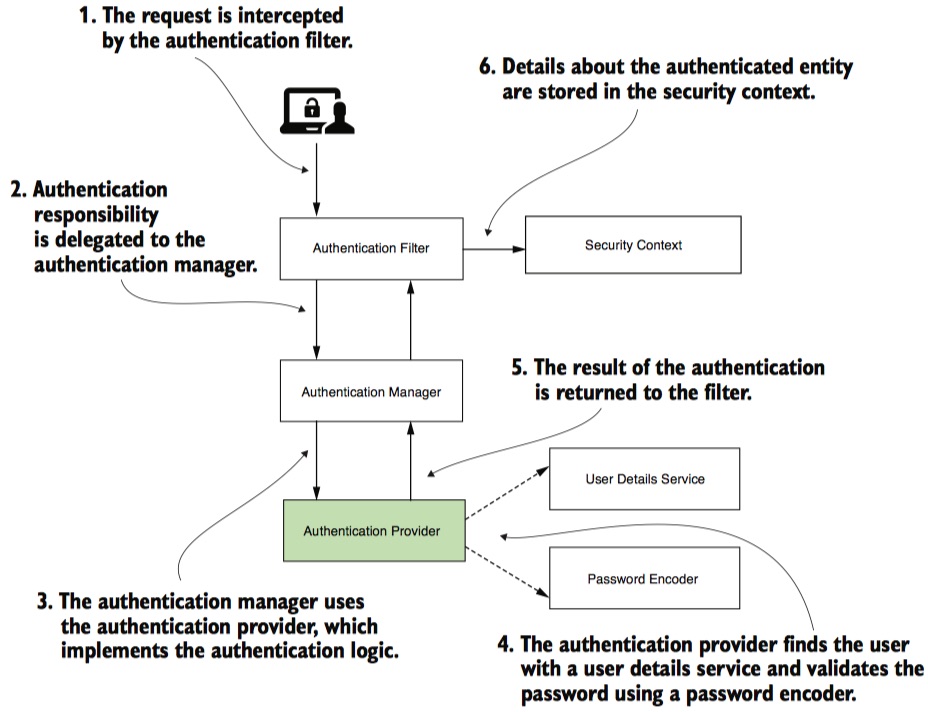 1. The request is intercepted
by the authentication filter.
6. Details about the authenticated entity
are stored in the security context.
2. Authentication
responsibility
is delegated to the
authentication manager.
Authentication Filter
Security Context
Authentication Manager
5. The result of the authentication
is returned to the filter.
User Details Service
Authentication Provider
Password Encoder
3. The authentication manager uses
the authentication provider, which
implements the authentication logic.
4. The authentication provider finds the user
with a user details service and validates the
password using a password encoder.